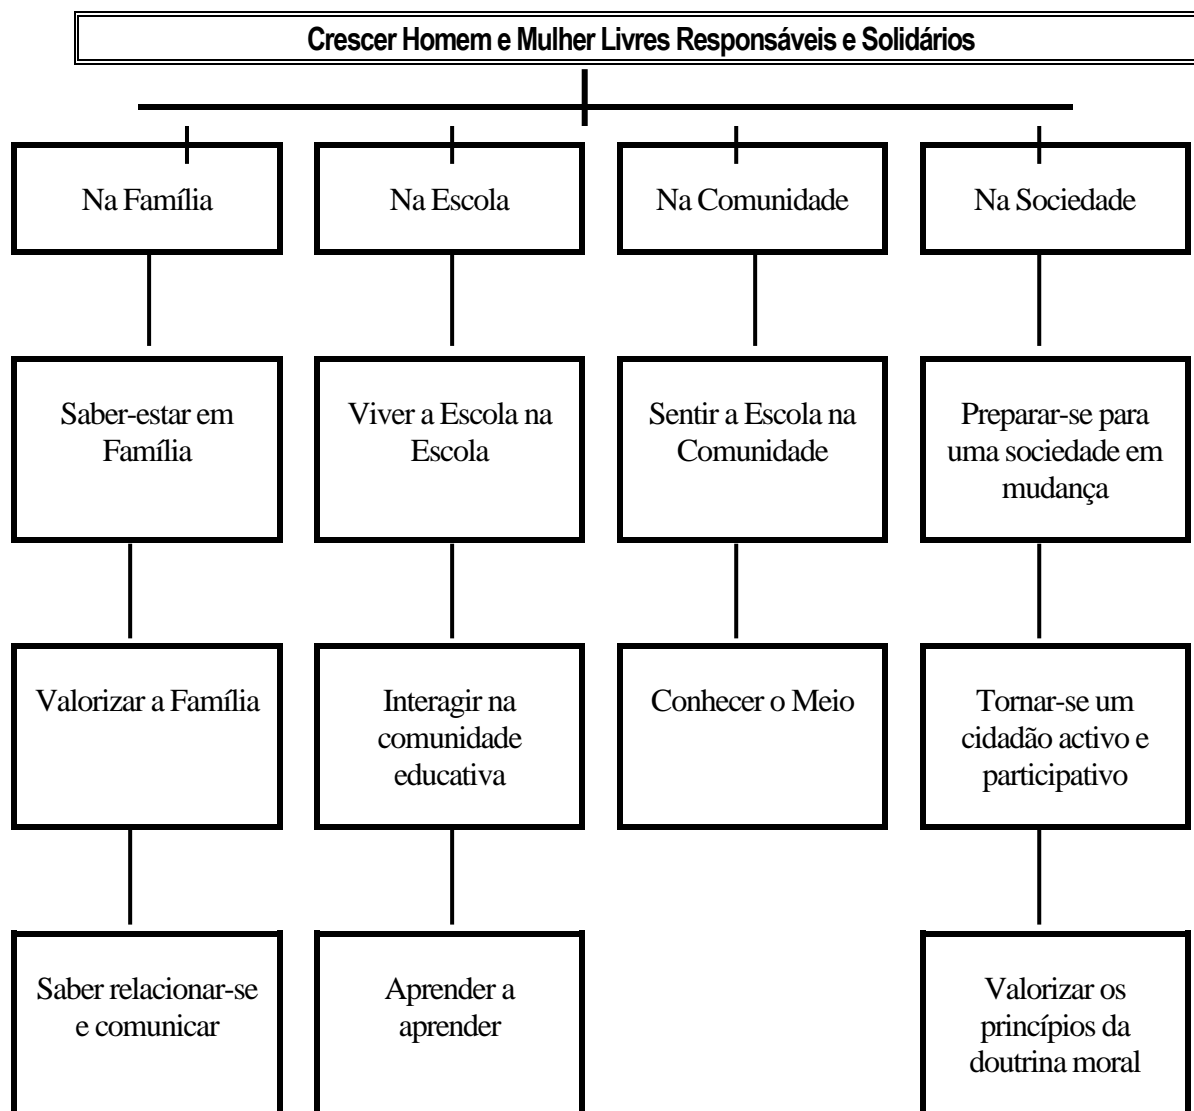 Crescer Homem e Mulher Livres Responsáveis e Solidários
Na Família
Na Escola
Na Comunidade
Na Sociedade
Saber-estar em
Família
Viver a Escola na
Escola
Sentir a Escola na
Comunidade
Preparar-se para
uma sociedade em
mudança
Valorizar a Família
Interagir na
comunidade
educativa
Conhecer o Meio
Tornar-se um
cidadão activo e
participativo
Saber relacionar-se
e comunicar
Aprender a
aprender
Valorizar os
princípios da
doutrina moral